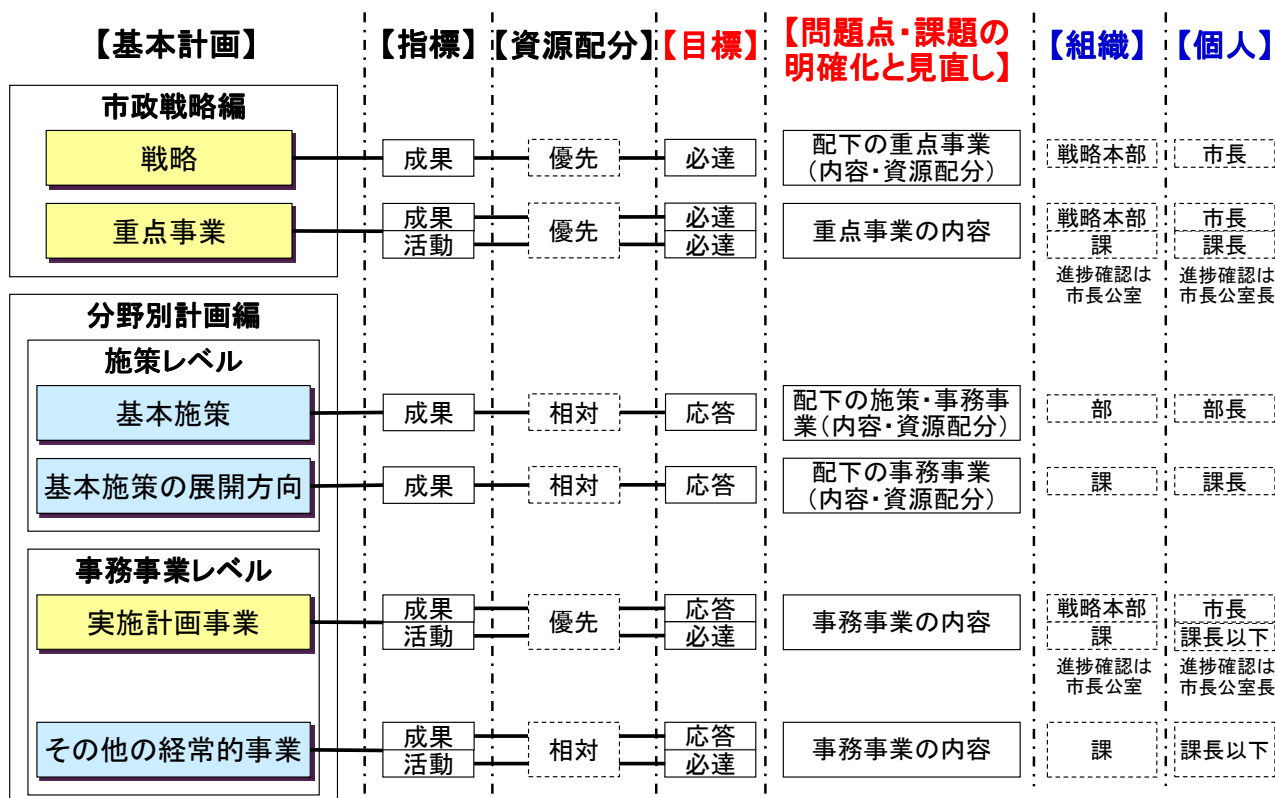 【基本計画】
【指標】
【資源配分】
【目標】
【問題点・課題の
明確化と見直し】
【組織】
【個人】
市政戦略編
戦略
成果
優先
必達
配下の重点事業
(内容・資源配分)
戦略本部
市長
重点事業
成果
活動
優先
必達
必達
重点事業の内容
戦略本部
課
市長
課長
進捗確認は
市長公室
進捗確認は
市長公室長
分野別計画編
施策レベル
基本施策
成果
相対
応答
配下の施策・事務事
業(内容・資源配分)
部
部長
基本施策の展開方向
成果
相対
応答
配下の事務事業
(内容・資源配分)
課
課長
事務事業レベル
実施計画事業
成果
活動
優先
応答
必達
事務事業の内容
戦略本部
課
市長
課長以下
進捗確認は
市長公室
進捗確認は
市長公室長
その他の経常的事業
成果
活動
相対
応答
必達
事務事業の内容
課
課長以下